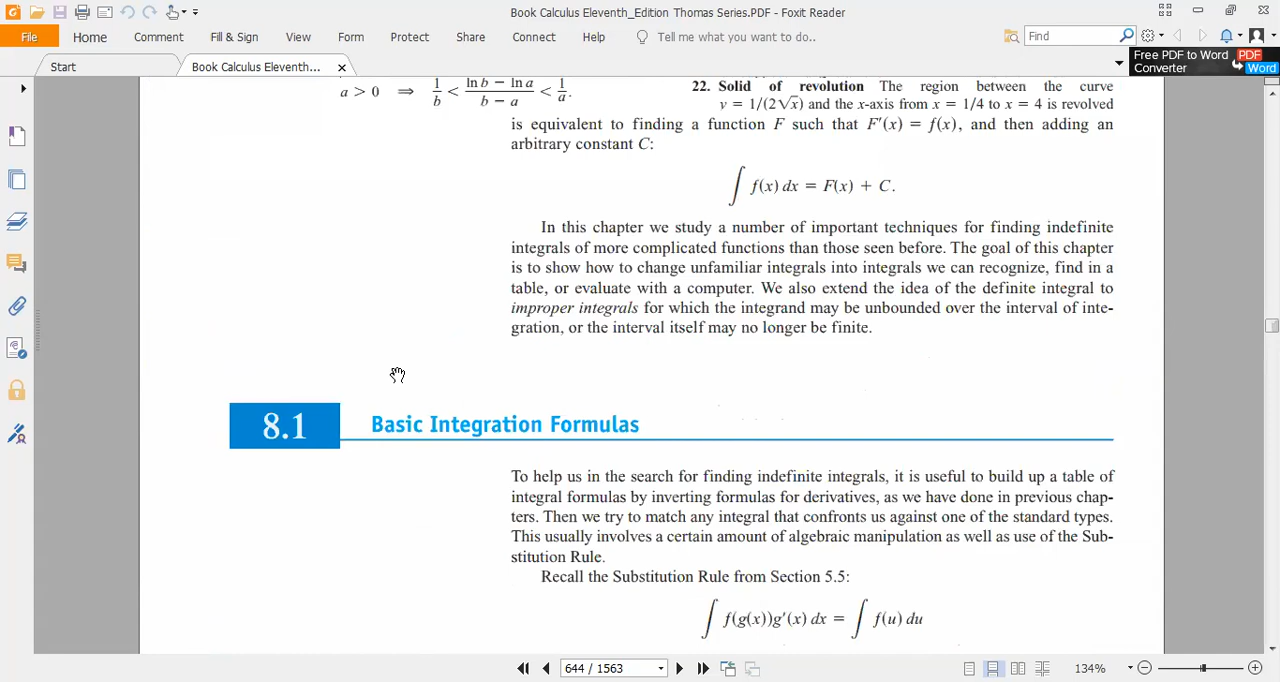 Book Calculus Eleventh_Edition Thomas Series.PDF - Foxit Reader
File Home Comment Fill & Sign View Form Protect Share Connect Help Tell me what you want to do.. Find
Start Book Calculus Eleventh... Free PDF to Word Converter PDF Word
a > 0 ⇒ 1/b < (ln b − ln a)/(b − a) < 1/a.
22. Solid of revolution The region between the curve
y = 1/(2√x) and the x-axis from x = 1/4 to x = 4 is revolved
is equivalent to finding a function F such that F′(x) = f(x), and then adding an
arbitrary constant C:
∫ f(x) dx = F(x) + C.
In this chapter we study a number of important techniques for finding indefinite
integrals of more complicated functions than those seen before. The goal of this chapter
is to show how to change unfamiliar integrals into integrals we can recognize, find in a
table, or evaluate with a computer. We also extend the idea of the definite integral to
improper integrals for which the integrand may be unbounded over the interval of inte-
gration, or the interval itself may no longer be finite.
8.1 Basic Integration Formulas
To help us in the search for finding indefinite integrals, it is useful to build up a table of
integral formulas by inverting formulas for derivatives, as we have done in previous chap-
ters. Then we try to match any integral that confronts us against one of the standard types.
This usually involves a certain amount of algebraic manipulation as well as use of the Sub-
stitution Rule.
Recall the Substitution Rule from Section 5.5:
∫ f(g(x))g′(x) dx = ∫ f(u) du
644 / 1563 134%